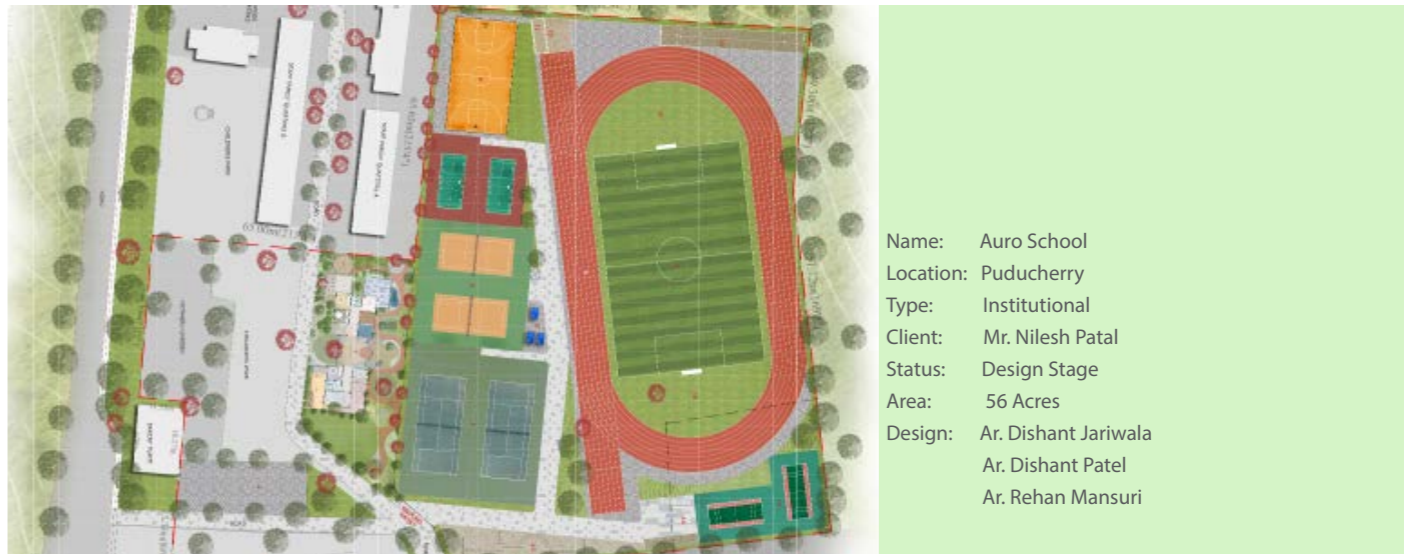 Name: Auro School
Location: Puducherry
Type: Institutional
Client: Mr. Nilesh Patal
Status: Design Stage
Area: 56 Acres
Design: Ar. Dishant Jariwala
Ar. Dishant Patel
Ar. Rehan Mansuri